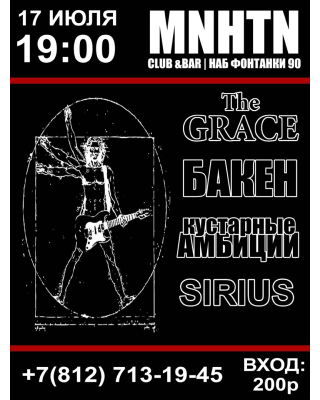 17 ИЮЛЯ
19:00
MNHTN
CLUB &BAR | НАБ ФОНТАНКИ 90
The
GRACE
БАКЕН
кустарные
АМБИЦИИ
SIRIUS
+7(812) 713-19-45
ВХОД:
200р